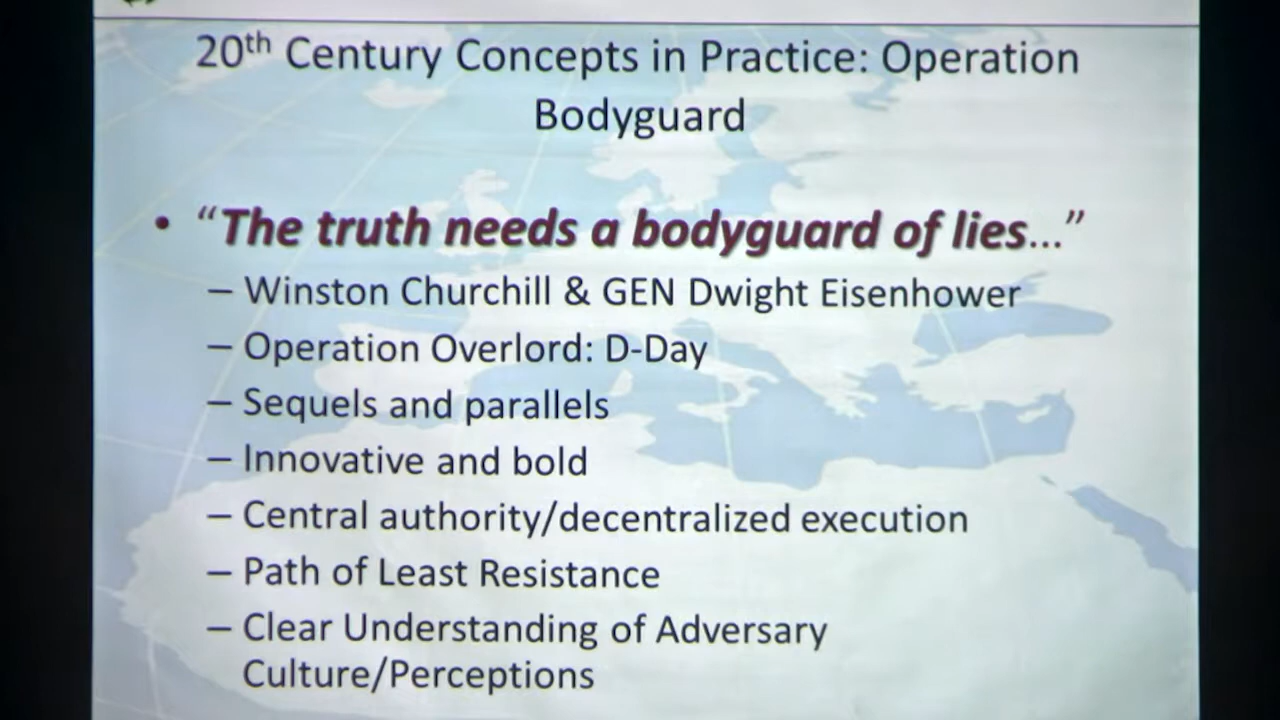 20th Century Concepts in Practice: Operation
Bodyguard
• “The truth needs a bodyguard of lies...”
– Winston Churchill & GEN Dwight Eisenhower
– Operation Overlord: D-Day
– Sequels and parallels
– Innovative and bold
– Central authority/decentralized execution
– Path of Least Resistance
– Clear Understanding of Adversary
Culture/Perceptions